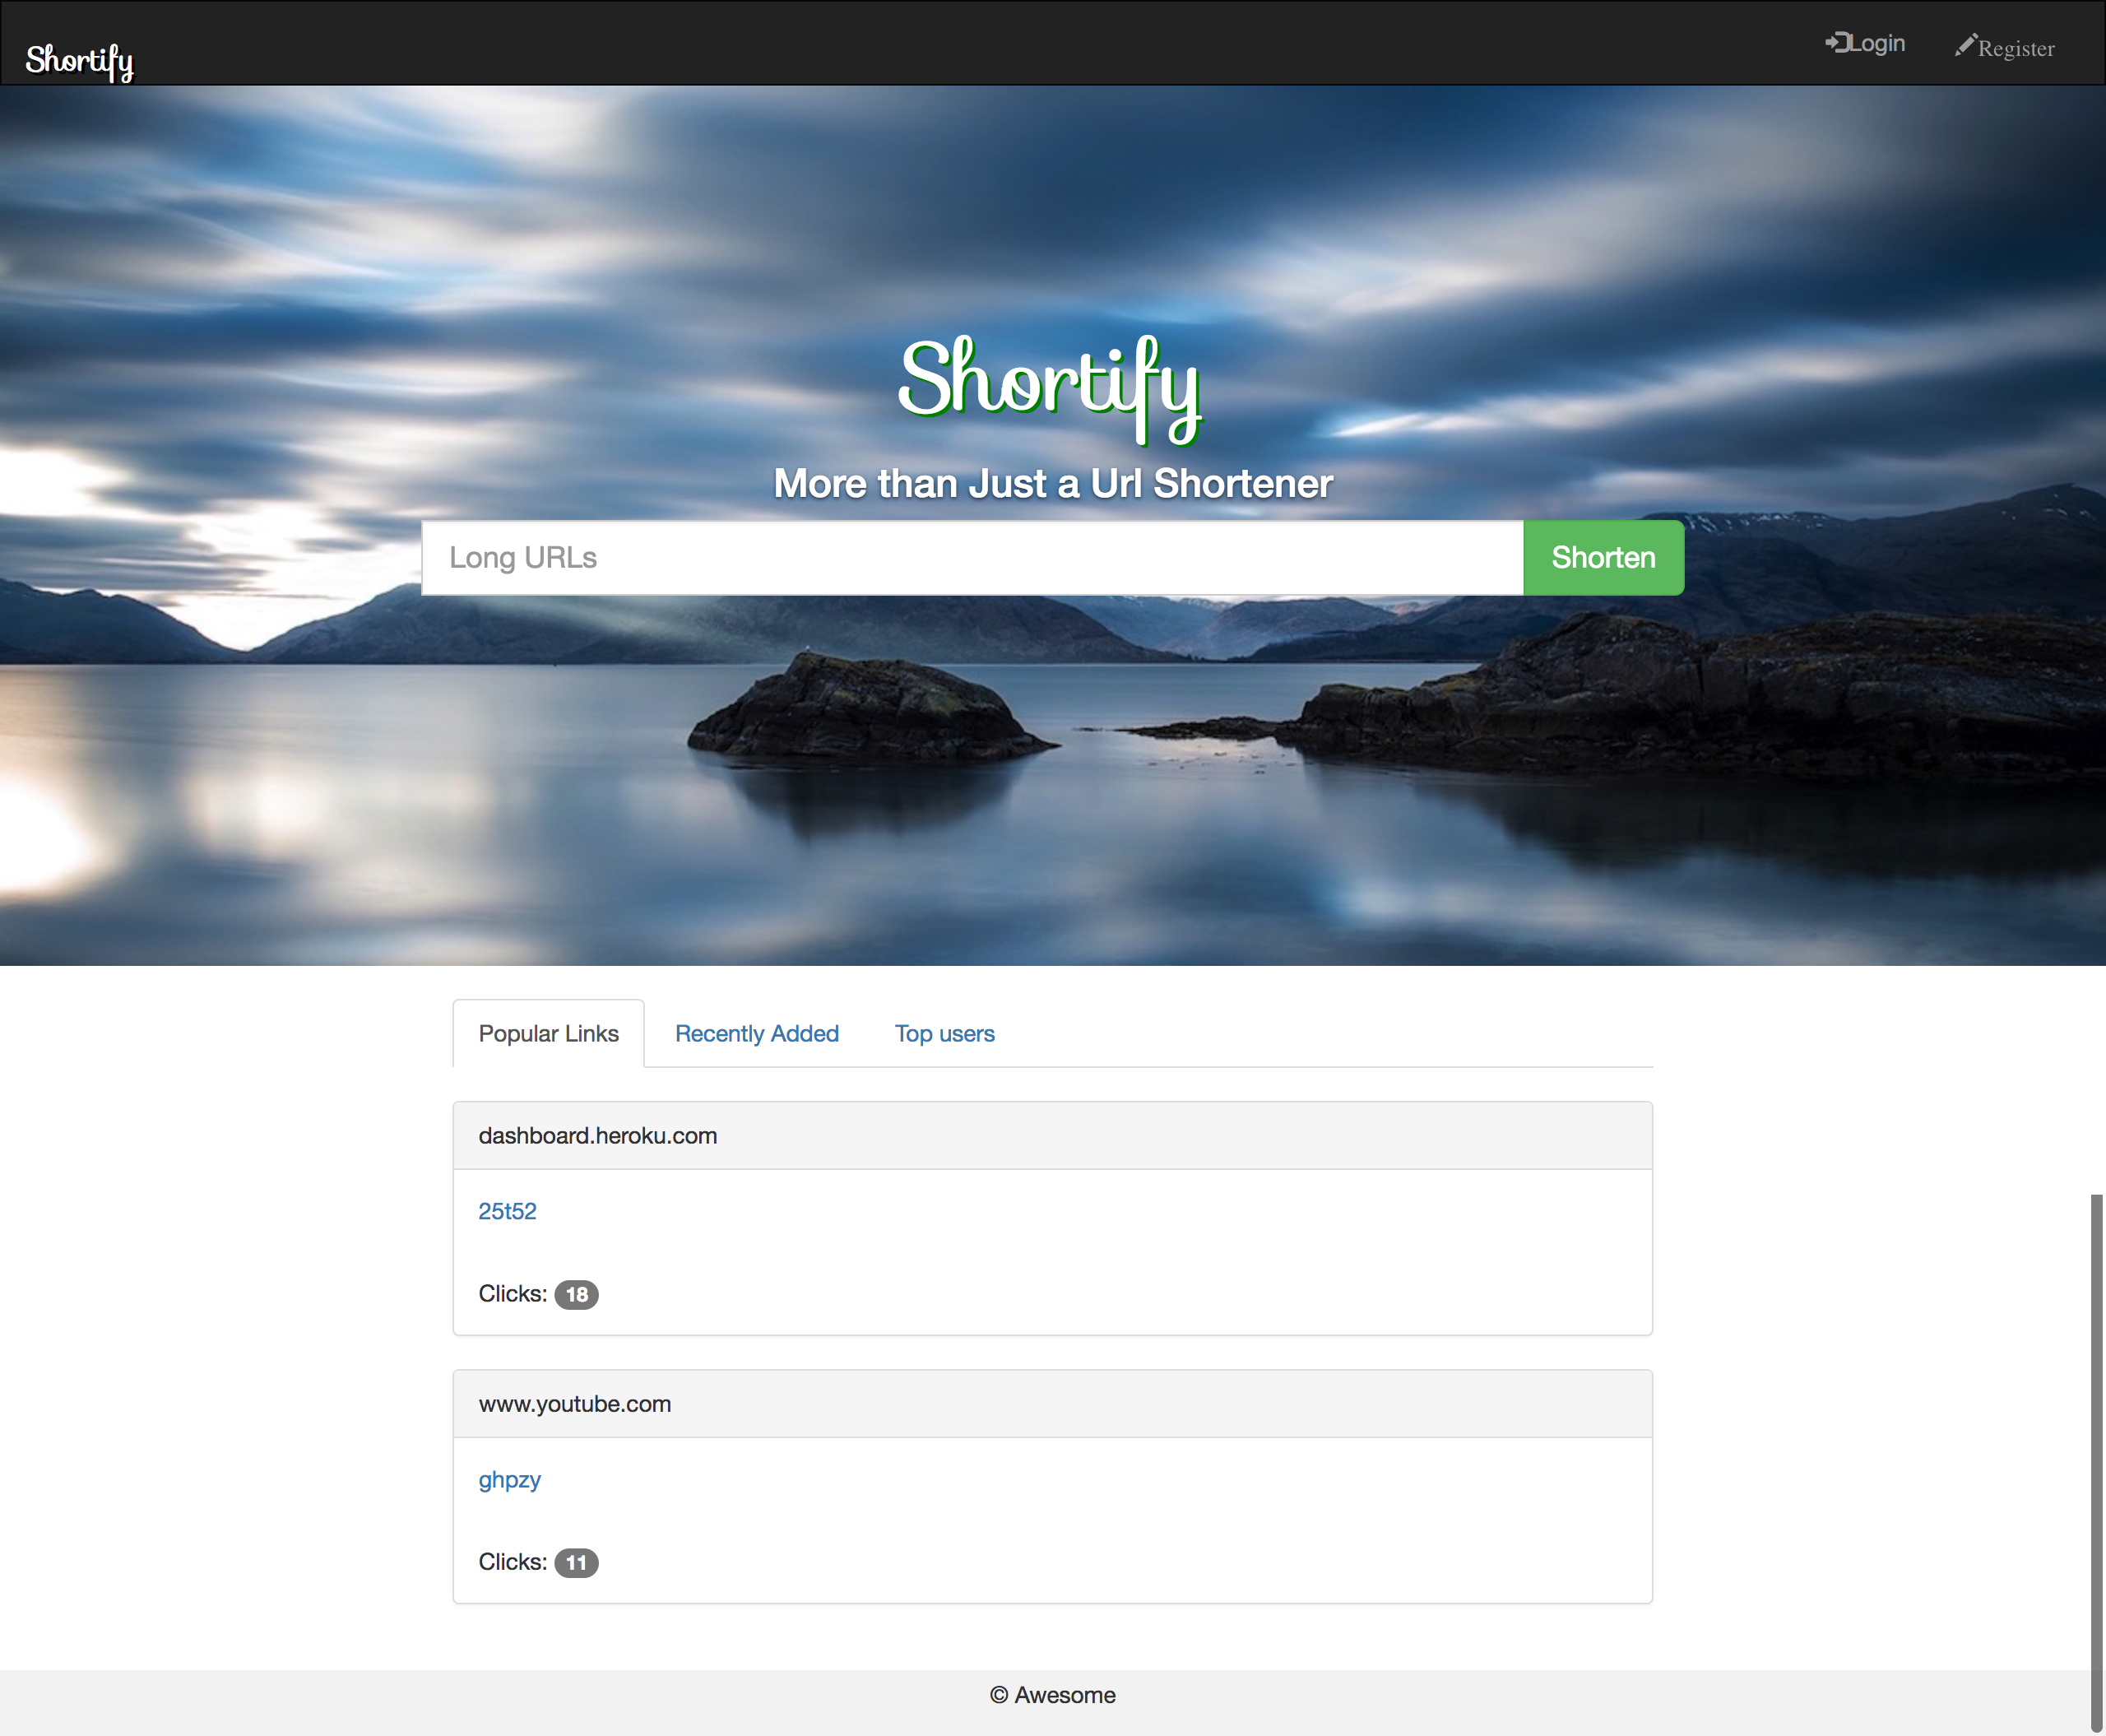 Shortify
Login Register
Shortify
More than Just a Url Shortener
Long URLs Shorten
Popular Links Recently Added Top users
dashboard.heroku.com
25t52
Clicks: 18
www.youtube.com
ghpzy
Clicks: 11
© Awesome